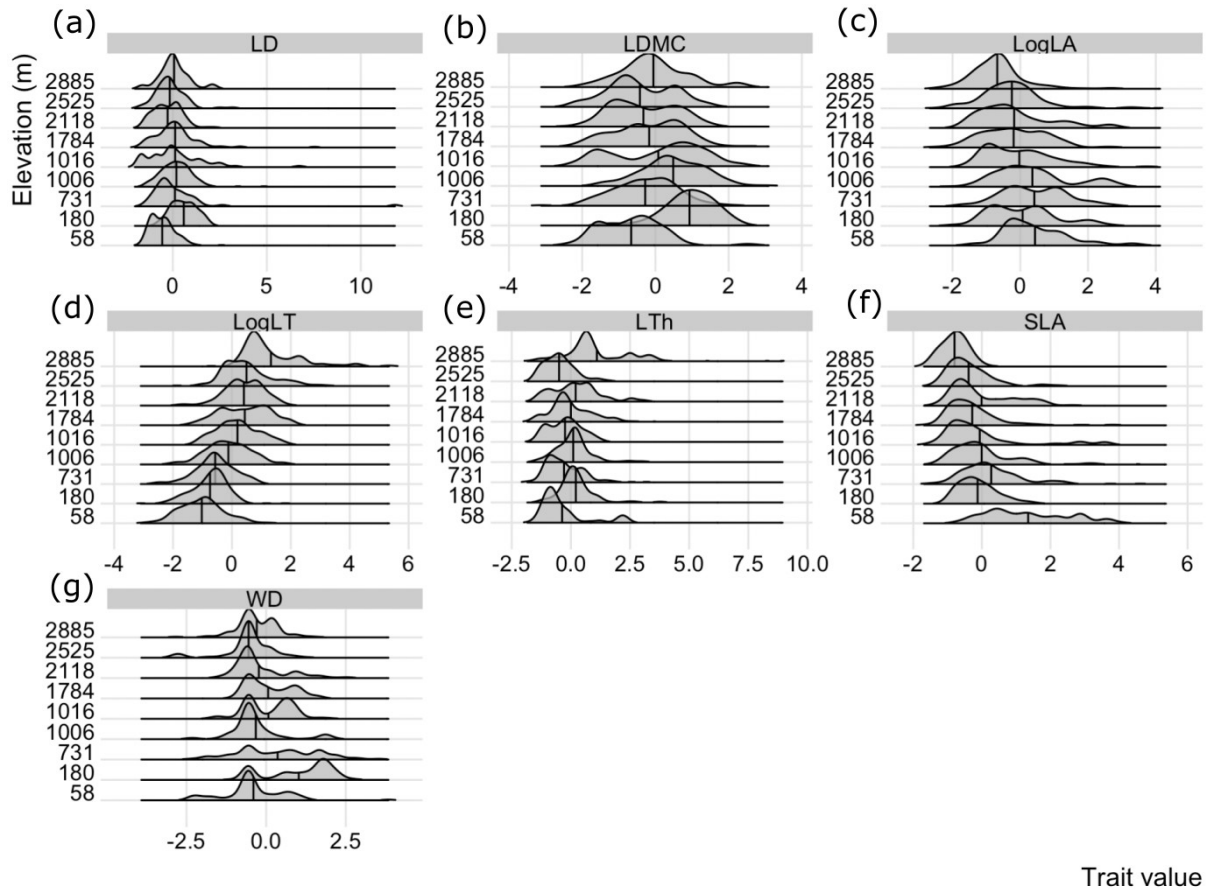 (a)
LD
(b)
LDMC
(c)
LogLA
Elevation (m)
2885
2525
2118
1784
1016
1006
731
180
58
0 5 10
-4 -2 0 2 4
-2 0 2 4
(d)
LogLT
(e)
LTh
(f)
SLA
2885
2525
2118
1784
1016
1006
731
180
58
2885
2525
2118
1784
1016
1006
731
180
58
2885
2525
2118
1784
1016
1006
731
180
58
-4 -2 0 2 4 6
-2.5 0.0 2.5 5.0 7.5 10.0
-2 0 2 4 6
(g)
WD
2885
2525
2118
1784
1016
1006
731
180
58
-2.5 0.0 2.5
Trait value